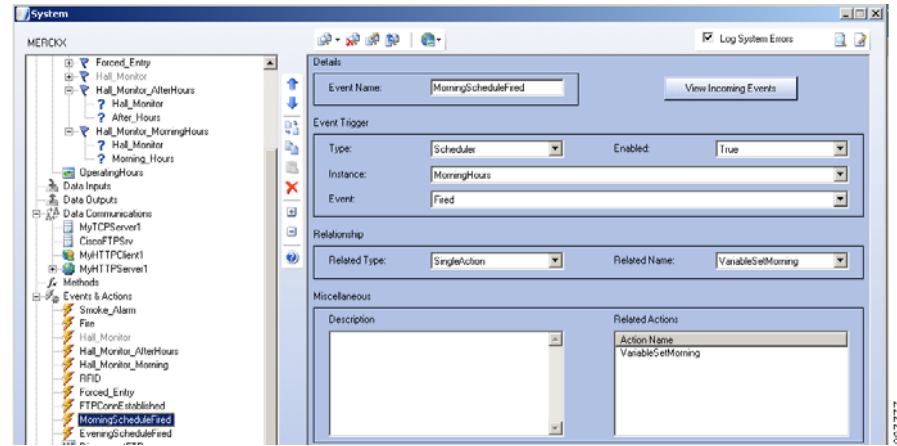 System
MERCKX
Log System Errors
Forced_Entry
Hall_Monitor
Hall_Monitor_AfterHours
? Hall_Monitor
? After_Hours
Hall_Monitor_MorningHours
? Hall_Monitor
? Morning_Hours
OperatingHours
Data Inputs
Data Outputs
Data Communications
MyTCPServer1
CiscoFTPSrv
MyHTTPClient1
MyHTTPServer1
Methods
Events & Actions
Smoke_Alarm
Fire
Hall_Monitor
Hall_Monitor_AfterHours
Hall_Monitor_Morning
RFID
Forced_Entry
FTPConnEstablished
MorningScheduleFired
EveningScheduleFired
Details
Event Name: MorningScheduleFired View Incoming Events
Event Trigger
Type: Scheduler Enabled: True
Instance: MorningHours
Event: Fired
Relationship
Related Type: SingleAction Related Name: VariableSetMorning
Miscellaneous
Description Related Actions
Action Name
VariableSetMorning